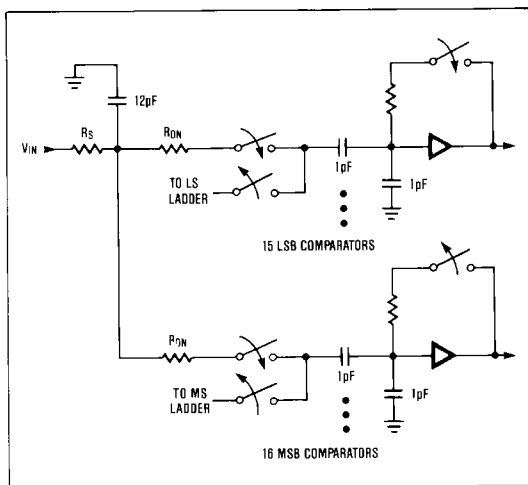 12pF
VIN
RS
RON
TO LS
LADDER
1pF
1pF
15 LSB COMPARATORS
RON
TO MS
LADDER
1pF
1pF
16 MSB COMPARATORS